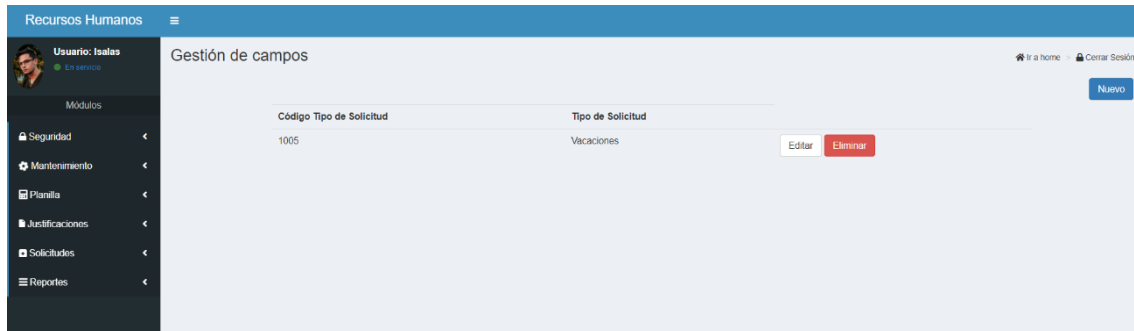 Recursos Humanos
Usuario: Isalas
En servicio
Módulos
Seguridad
Mantenimiento
Planilla
Justificaciones
Solicitudes
Reportes
Gestión de campos
Ir a home
Cerrar Sesión
Nuevo
Código Tipo de Solicitud Tipo de Solicitud
1005 Vacaciones Editar Eliminar